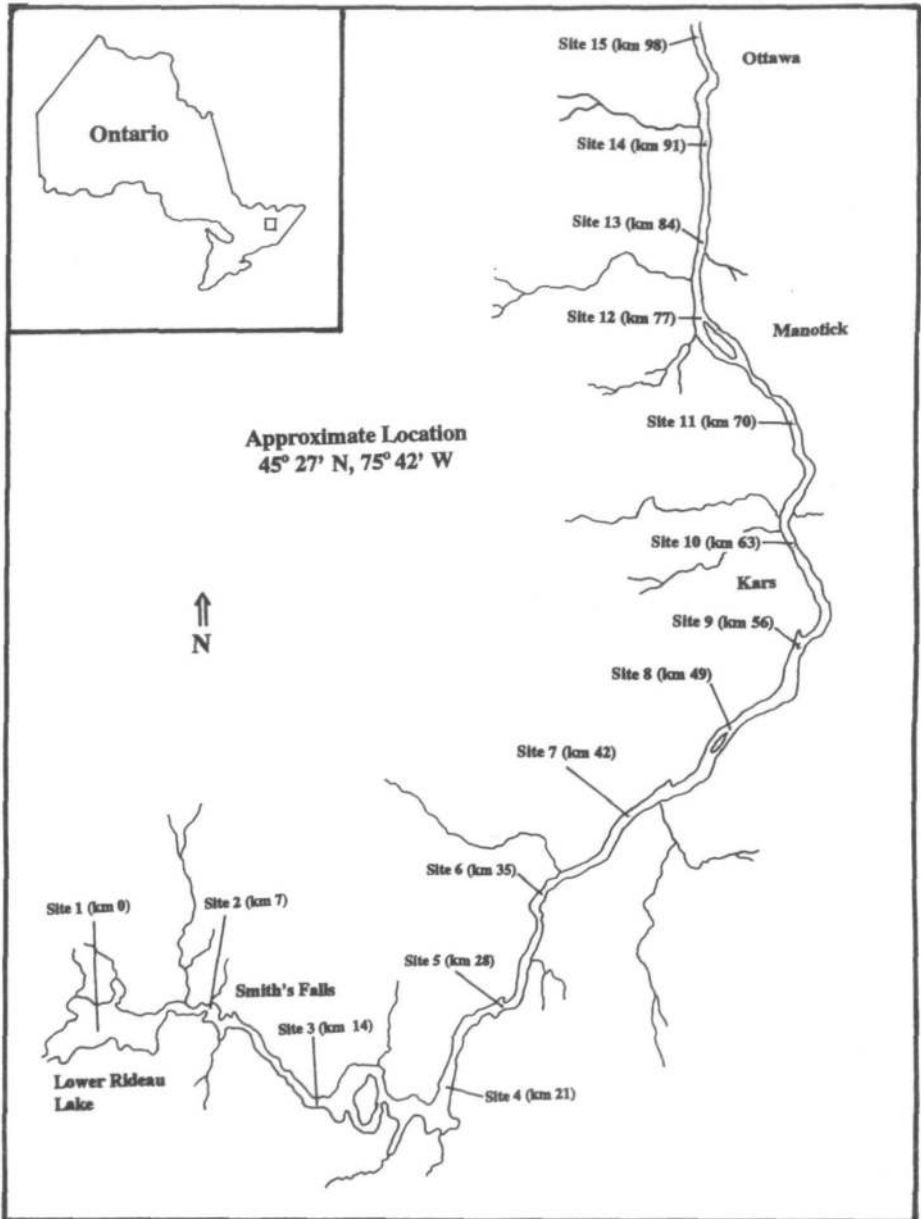 Ontario
Site 15 (km 98)
Ottawa
Site 14 (km 91)
Site 13 (km 84)
Site 12 (km 77)
Manotick
Site 11 (km 70)
Approximate Location
45° 27' N, 75° 42' W
Site 10 (km 63)
Kars
N
Site 9 (km 56)
Site 8 (km 49)
Site 7 (km 42)
Site 6 (km 35)
Site 1 (km 0)
Site 2 (km 7)
Site 5 (km 28)
Smith's Falls
Site 3 (km 14)
Lower Rideau
Lake
Site 4 (km 21)